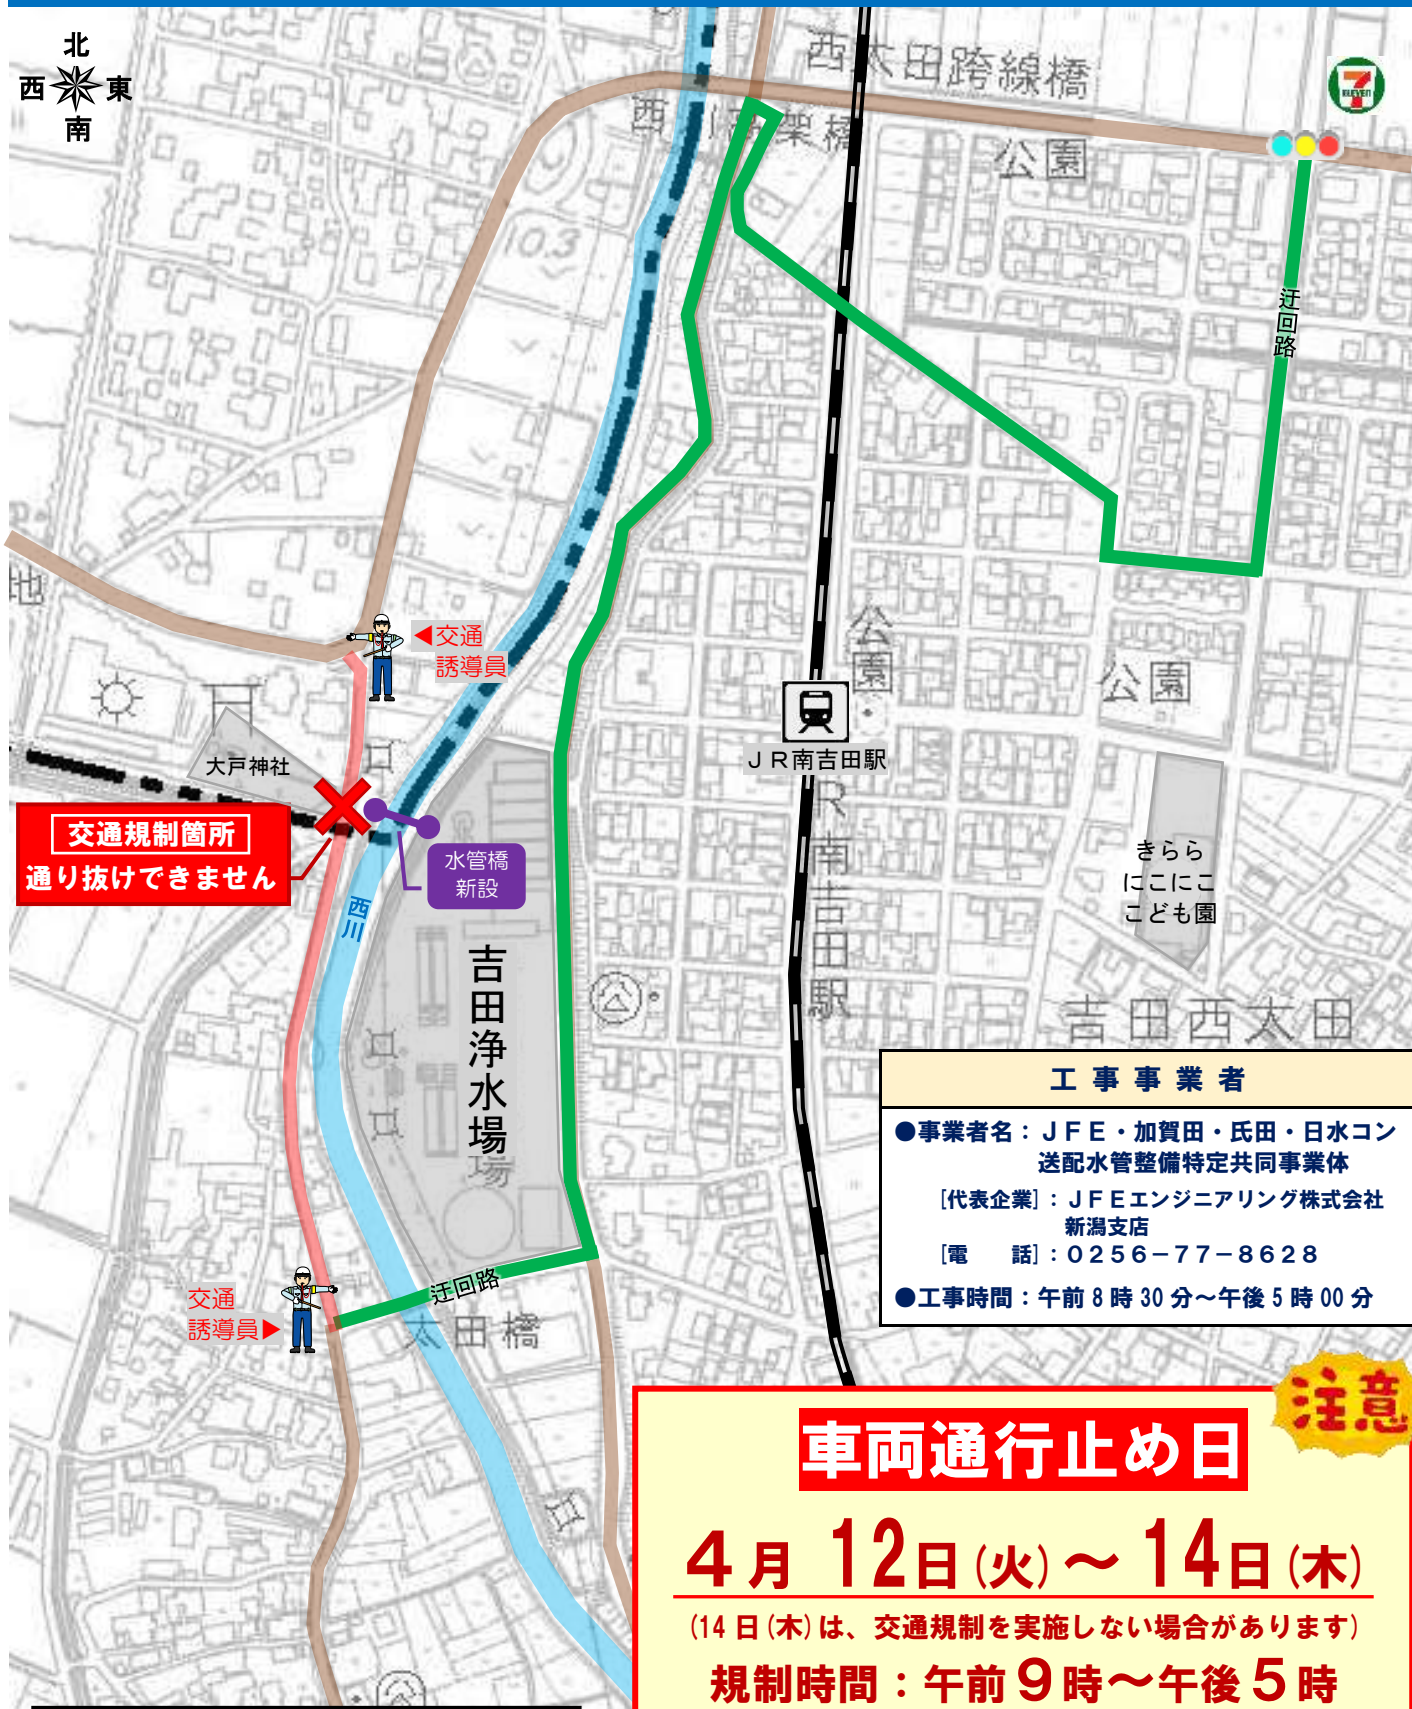 北
西 東
南
西太田跨線橋
ELEVEN
公園
103
迂回路
地
◀交通
誘導員
公園
公園
大戸神社
JR南吉田駅
JR南吉田駅
交通規制箇所
通り抜けできません
水管橋
新設
西川
きらら
にこにこ
こども園
吉田浄水場
場
吉田西太田
工事事業者
●事業者名：JFE・加賀田・氏田・日水コン
送配水管整備特定共同事業体
[代表企業]：JFEエンジニアリング株式会社
新潟支店
[電　話]：0256－77－8628
●工事時間：午前8時30分～午後5時00分
迂回路
交通
誘導員▶
太田橋
注意
車両通行止め日
4月 12日(火)～14日(木)
(14日(木)は、交通規制を実施しない場合があります)
規制時間：午前9時～午後5時